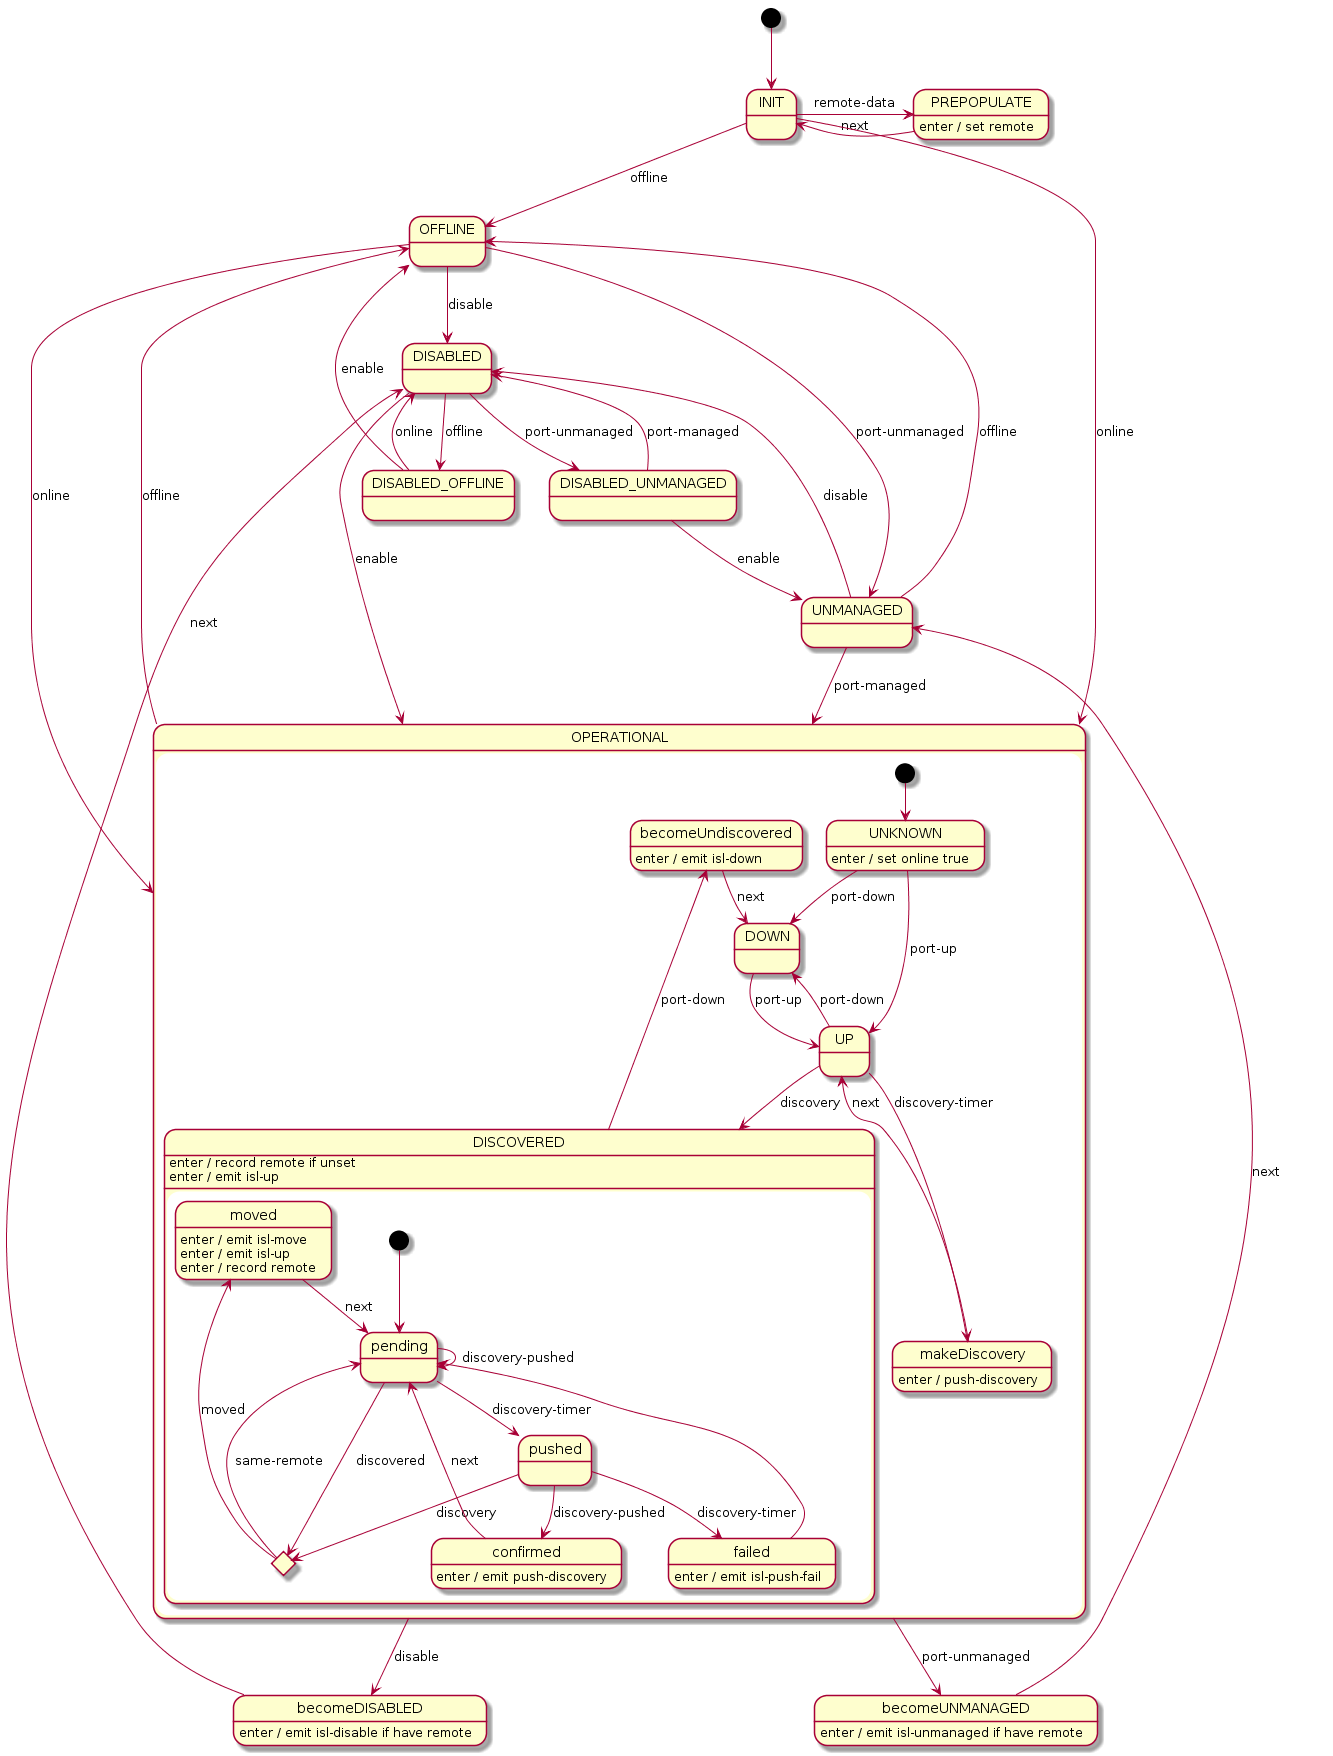 INIT
remote-data
PREPOPULATE
enter / set remote
next
offline
OFFLINE
disable
DISABLED
enable
online
offline
port-unmanaged
port-managed
port-unmanaged
offline
online
DISABLED_OFFLINE
DISABLED_UNMANAGED
disable
online
offline
enable
enable
UNMANAGED
next
port-managed
OPERATIONAL
becomeUndiscovered
enter / emit isl-down
UNKNOWN
enter / set online true
next
port-down
DOWN
port-up
port-down
port-up
port-down
UP
discovery
next
discovery-timer
DISCOVERED
enter / record remote if unset
enter / emit isl-up
next
moved
enter / emit isl-move
enter / emit isl-up
enter / record remote
next
pending
discovery-pushed
makeDiscovery
enter / push-discovery
moved
discovery-timer
pushed
same-remote
discovered
next
discovery
discovery-pushed
discovery-timer
confirmed
enter / emit push-discovery
failed
enter / emit isl-push-fail
disable
port-unmanaged
becomeDISABLED
enter / emit isl-disable if have remote
becomeUNMANAGED
enter / emit isl-unmanaged if have remote